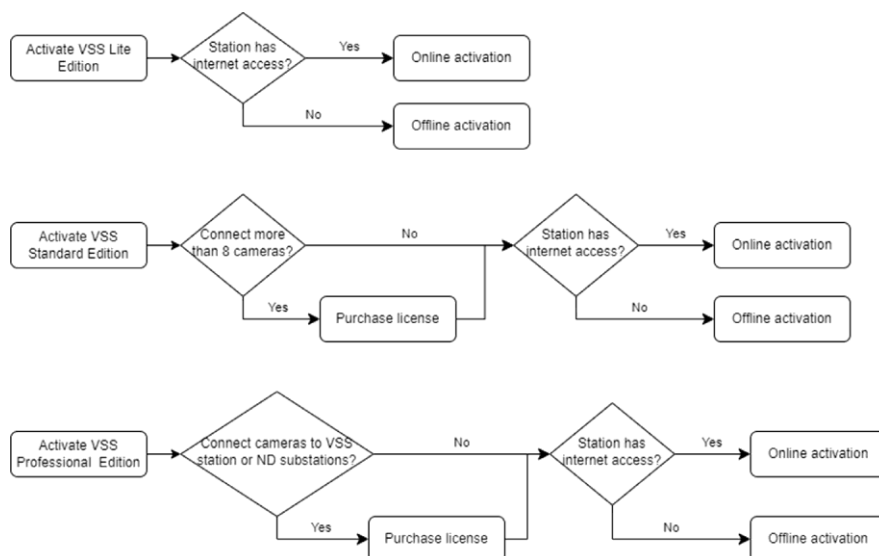 Activate VSS Lite
Edition
Station has
internet access?
Yes
Online activation
No
Offline activation
Activate VSS
Standard Edition
Connect more
than 8 cameras?
No
Yes
Purchase license
Station has
internet access?
Yes
Online activation
No
Offline activation
Activate VSS
Professional Edition
Connect cameras to VSS
station or ND substations?
No
Yes
Purchase license
Station has
internet access?
Yes
Online activation
No
Offline activation